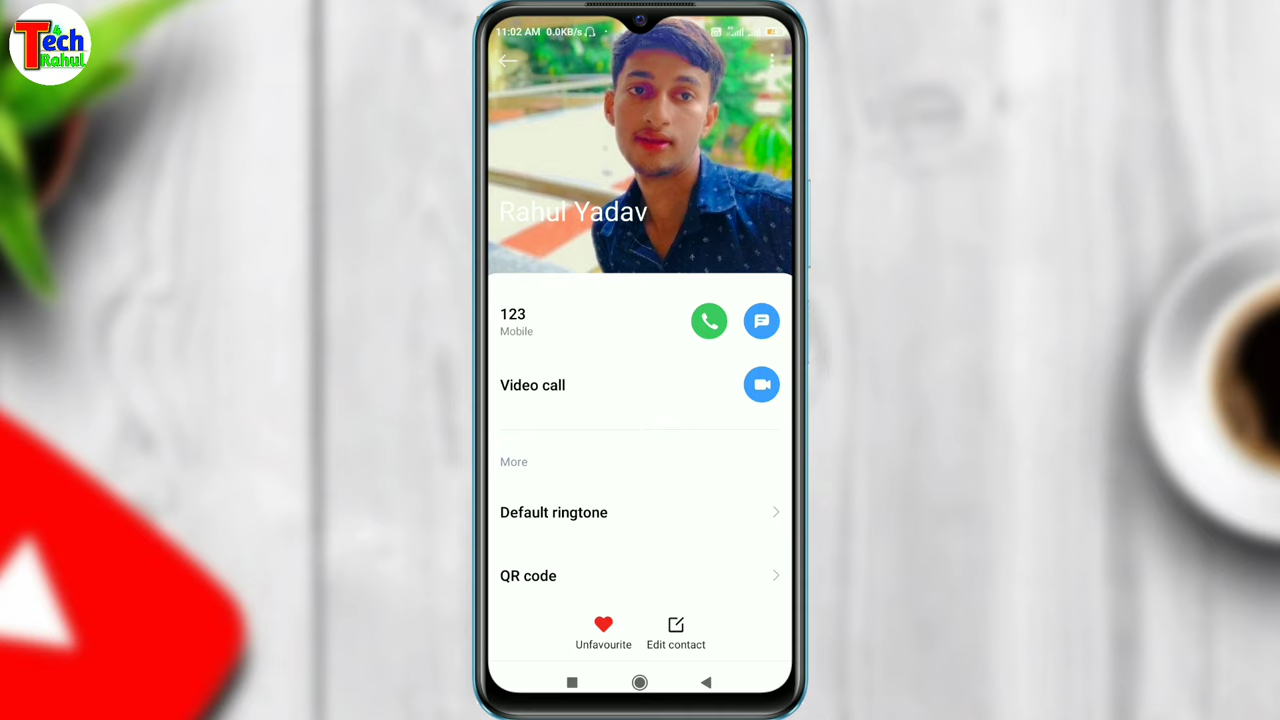 Tech
Rahul
11:02 AM 0.0KB/s
Rahul Yadav
123
Mobile
Video call
More
Default ringtone
QR code
Unfavourite
Edit contact